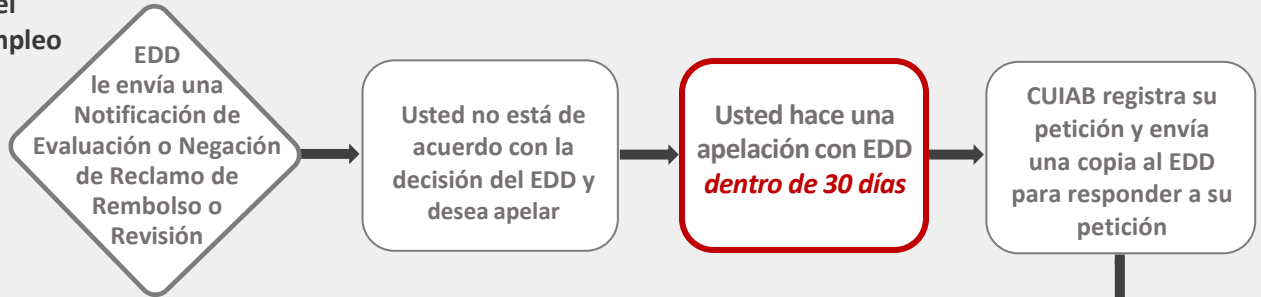 el
mpleo
EDD
le envía una
Notificación de
Evaluación o Negación
de Reclamo de
Rembolso o
Revisión
Usted no está de
acuerdo con la
decisión del EDD y
desea apelar
Usted hace una
apelación con EDD
dentro de 30 días
CUIAB registra su
petición y envía
una copia al EDD
para responder a su
petición